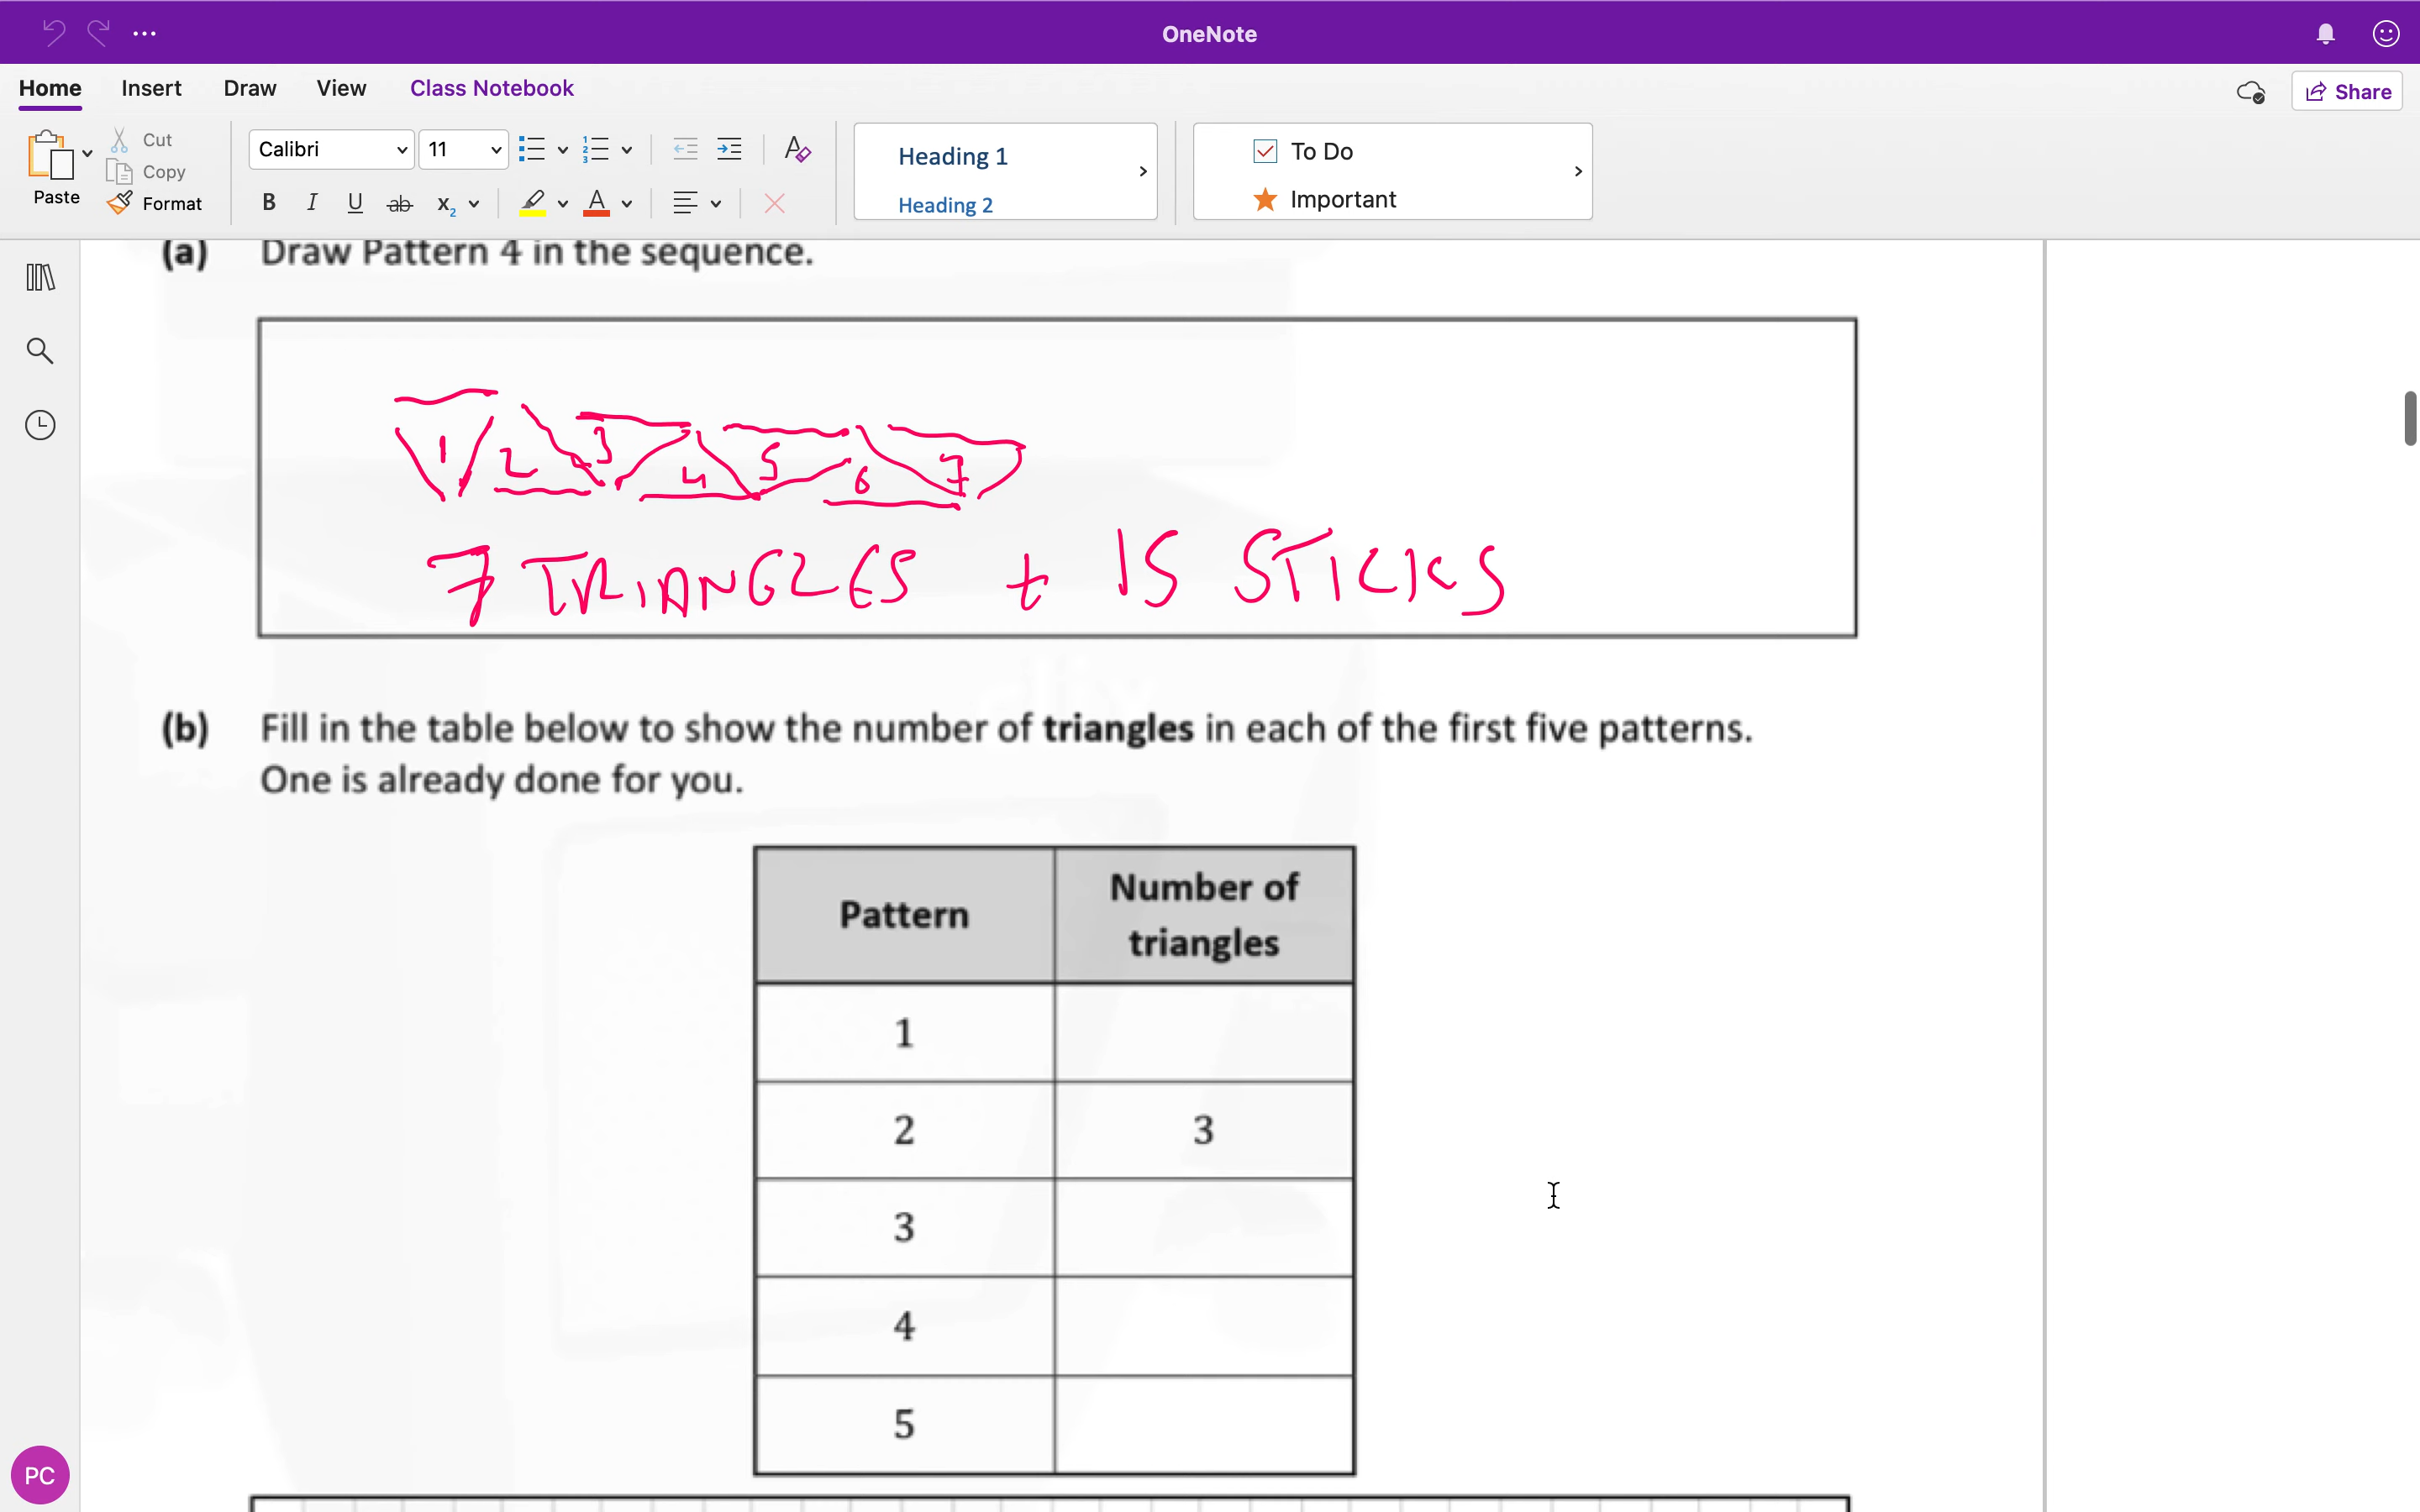 OneNote
Home Insert Draw View Class Notebook Share
Paste Cut Copy Format Calibri 11 Heading 1 Heading 2 To Do Important
(a) Draw Pattern 4 in the sequence.
1 2 3 4 5 6 7
7 TRIANGLES + 15 STICKS
(b) Fill in the table below to show the number of triangles in each of the first five patterns.
One is already done for you.
Pattern Number of triangles
1
2 3
3
4
5
PC